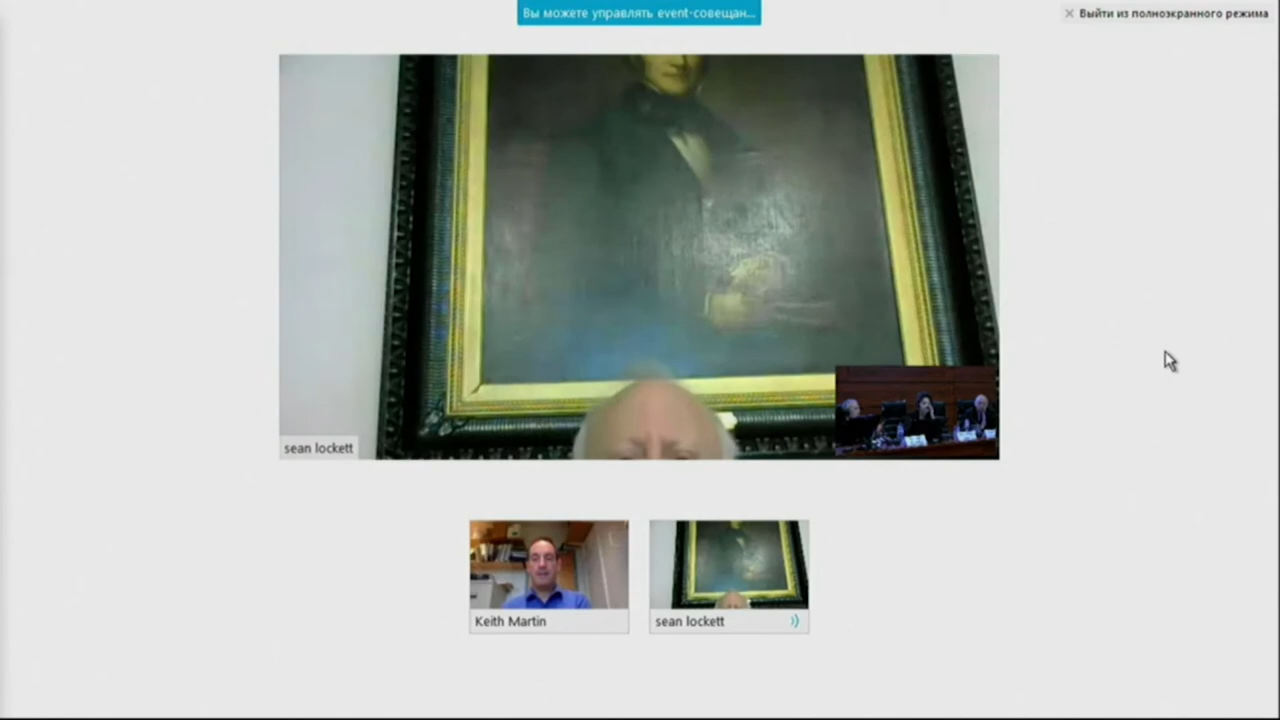 Вы можете управлять event-совещан...
Выйти из полноэкранного режима
sean lockett
Keith Martin
sean lockett